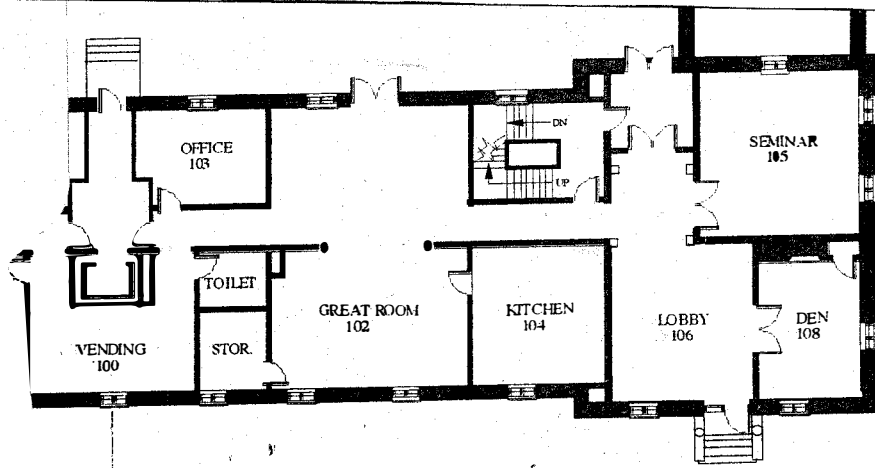 DN
OFFICE
103
SEMINAR
105
UP
TOILET
GREAT ROOM
102
KITCHEN
104
LOBBY
106
DEN
108
VENDING
100
STOR.